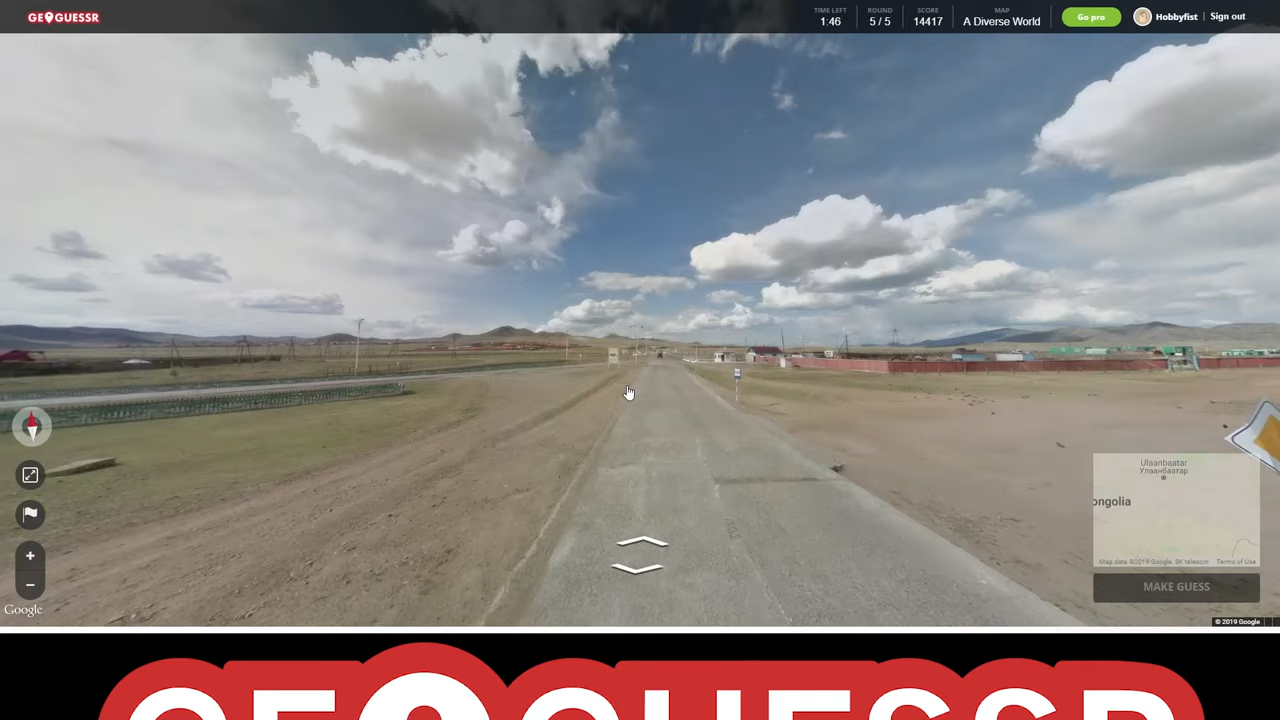 GEOGUESSR
TIME LEFT
1:46
ROUND
5 / 5
SCORE
14417
MAP
A Diverse World
Go pro
Hobbyfist | Sign out
Ulaanbaatar
Улаанбаатар
ongolia
Map data ©2019 Google, SK telecom Terms of Use
MAKE GUESS
Google
© 2019 Google
GEOGUESSR